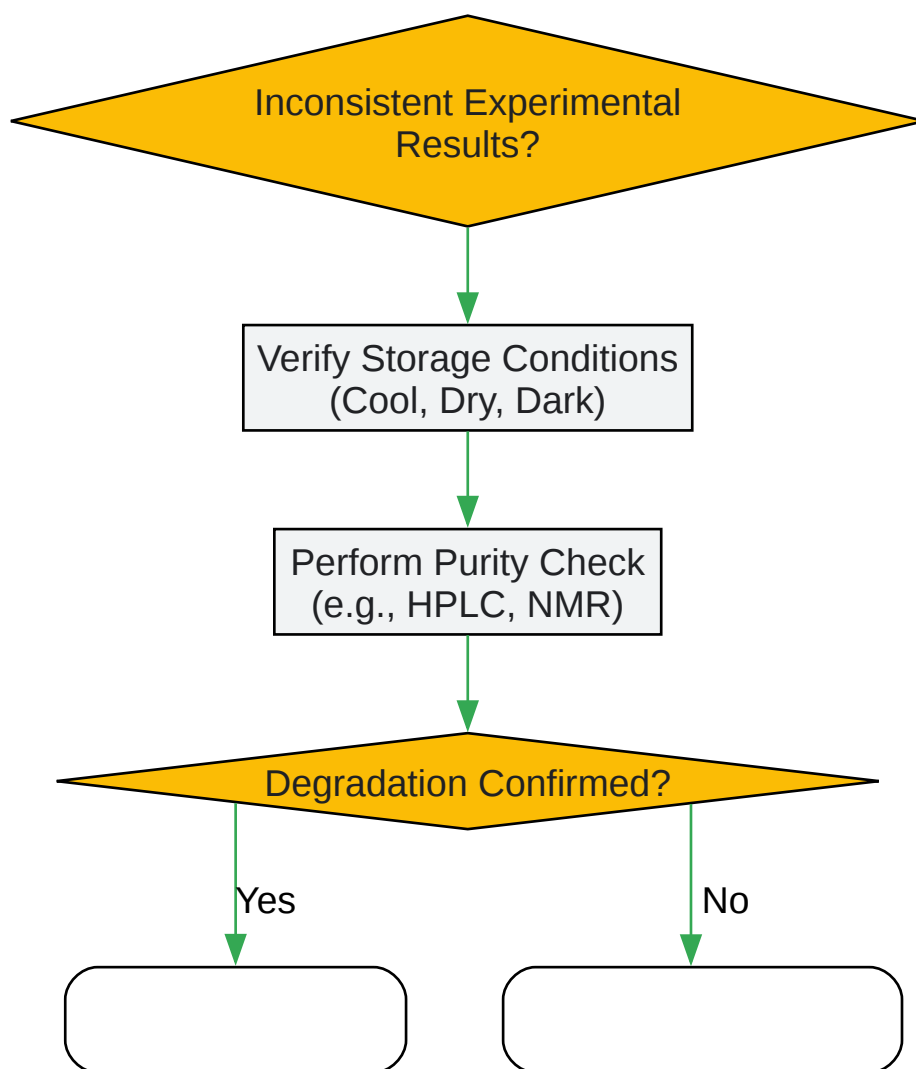 Inconsistent Experimental
Results?
Verify Storage Conditions
(Cool, Dry, Dark)
Perform Purity Check
(e.g., HPLC, NMR)
Degradation Confirmed?
Yes
No